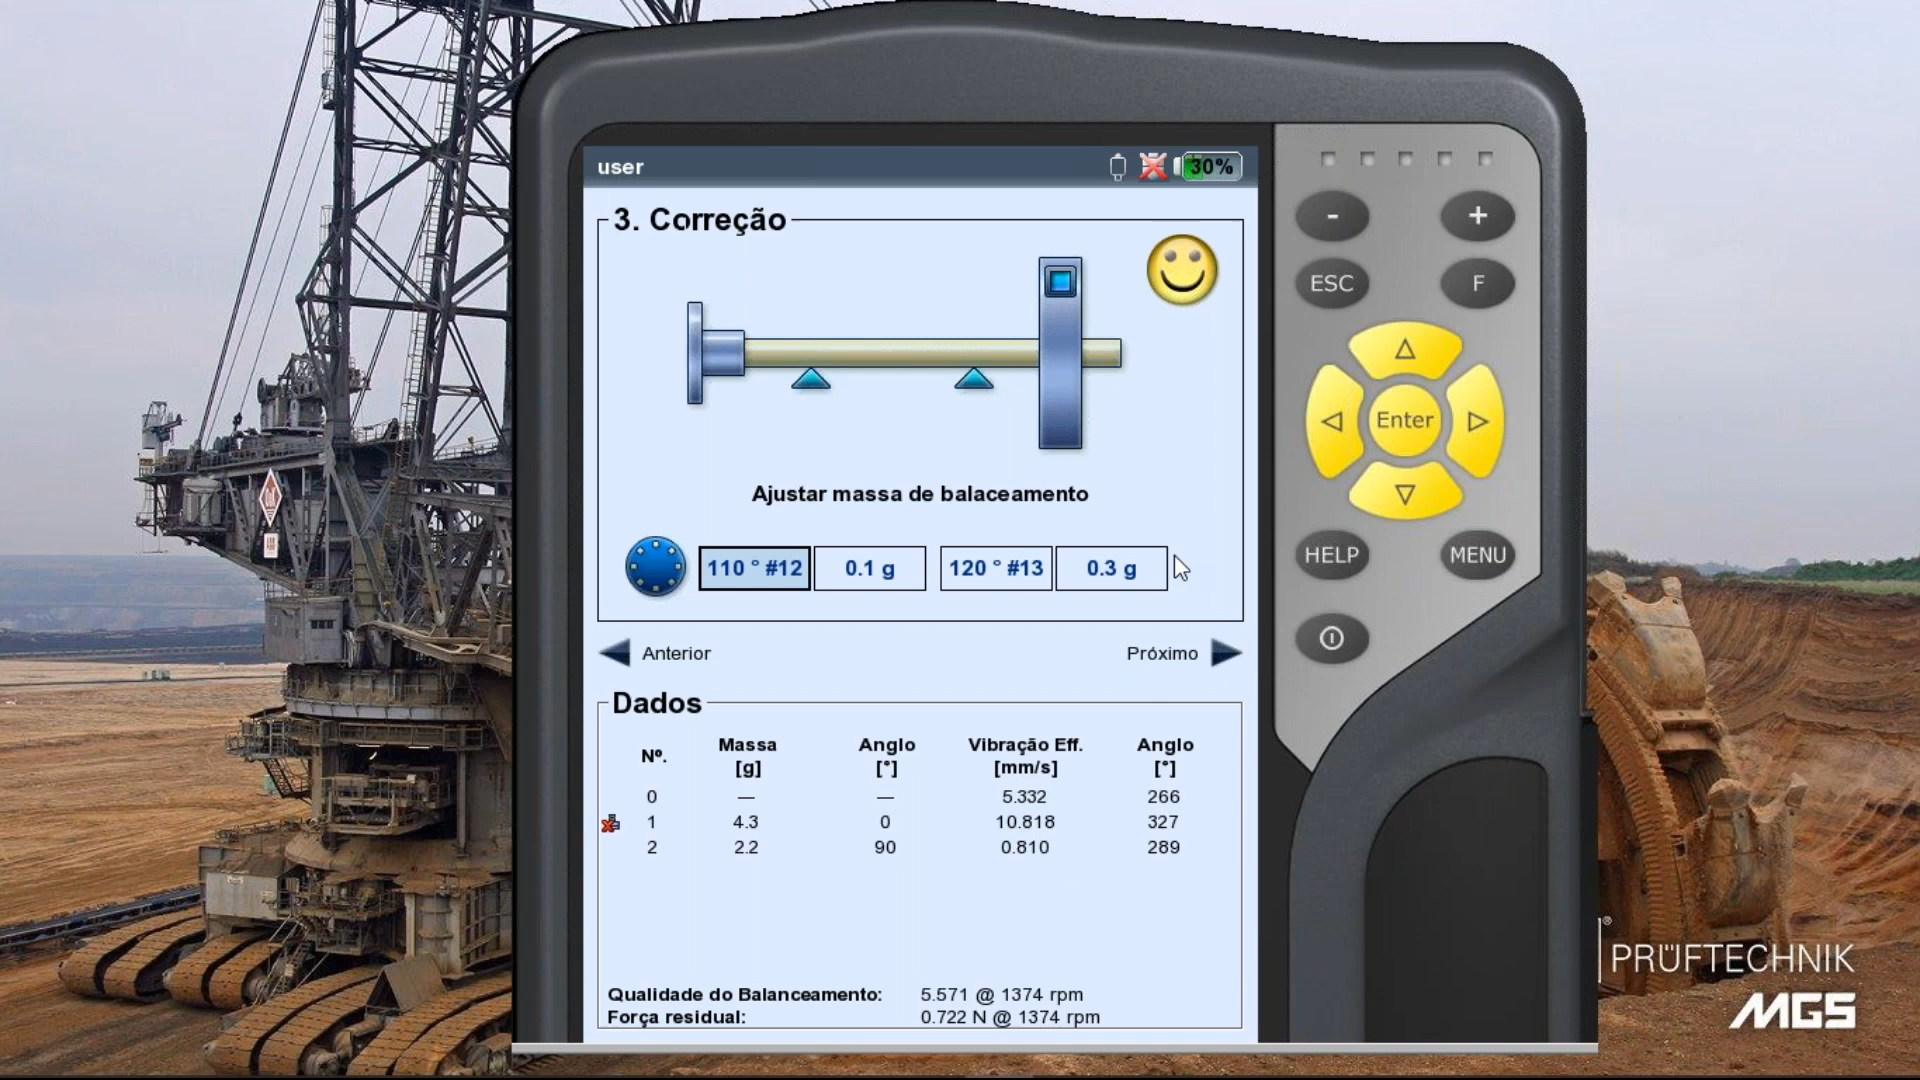 user
30%
3. Correção
Ajustar massa de balaceamento
110 ° #12
0.1 g
120 ° #13
0.3 g
Anterior
Próximo
Dados
Nº. Massa [g] Anglo [°] Vibração Eff. [mm/s] Anglo [°]
0 — — 5.332 266
1 4.3 0 10.818 327
2 2.2 90 0.810 289
Qualidade do Balanceamento: 5.571 @ 1374 rpm
Força residual: 0.722 N @ 1374 rpm
- +
ESC F
Enter
HELP MENU
® PRÜFTECHNIK
MGS